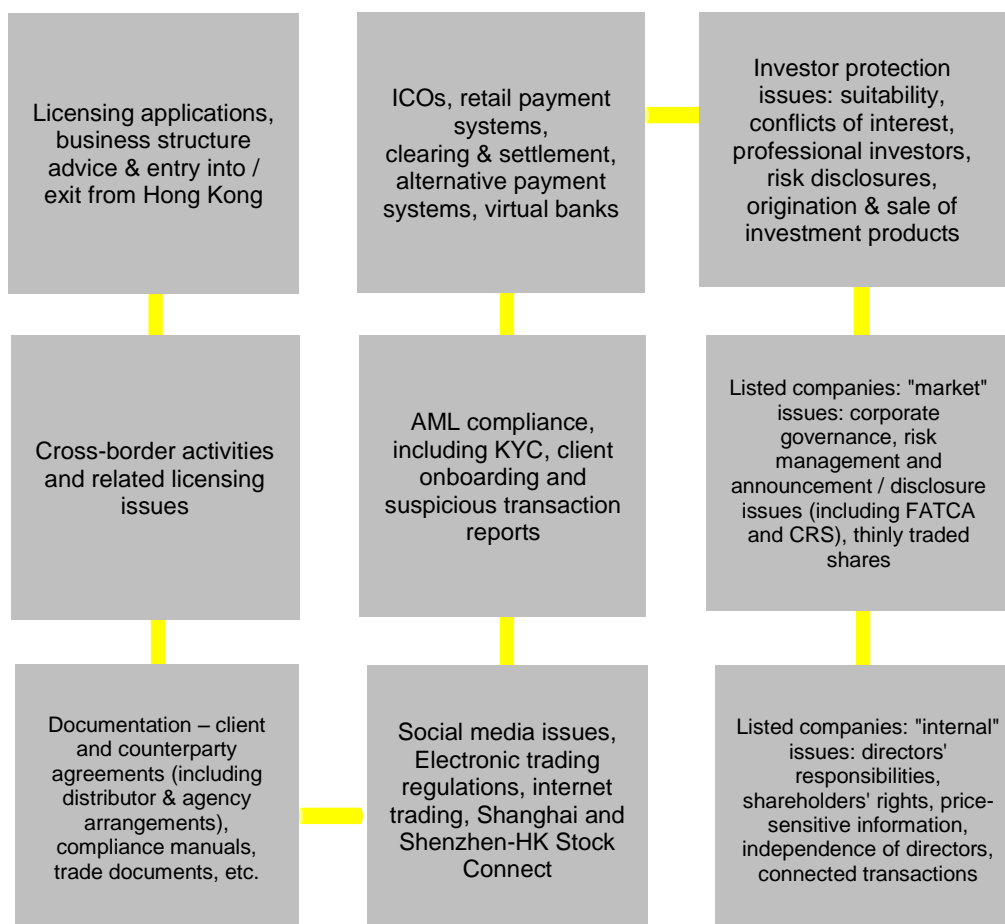 Licensing applications,
business structure
advice & entry into /
exit from Hong Kong
Cross-border activities
and related licensing
issues
Documentation – client
and counterparty
agreements (including
distributor & agency
arrangements),
compliance manuals,
trade documents, etc.
Social media issues,
Electronic trading
regulations, internet
trading, Shanghai and
Shenzhen-HK Stock
Connect
AML compliance,
including KYC, client
onboarding and
suspicious transaction
reports
ICOs, retail payment
systems,
clearing & settlement,
alternative payment
systems, virtual banks
Investor protection
issues: suitability,
conflicts of interest,
professional investors,
risk disclosures,
origination & sale of
investment products
Listed companies: "market"
issues: corporate
governance, risk
management and
announcement / disclosure
issues (including FATCA
and CRS), thinly traded
shares
Listed companies: "internal"
issues: directors'
responsibilities,
shareholders' rights, price-
sensitive information,
independence of directors,
connected transactions